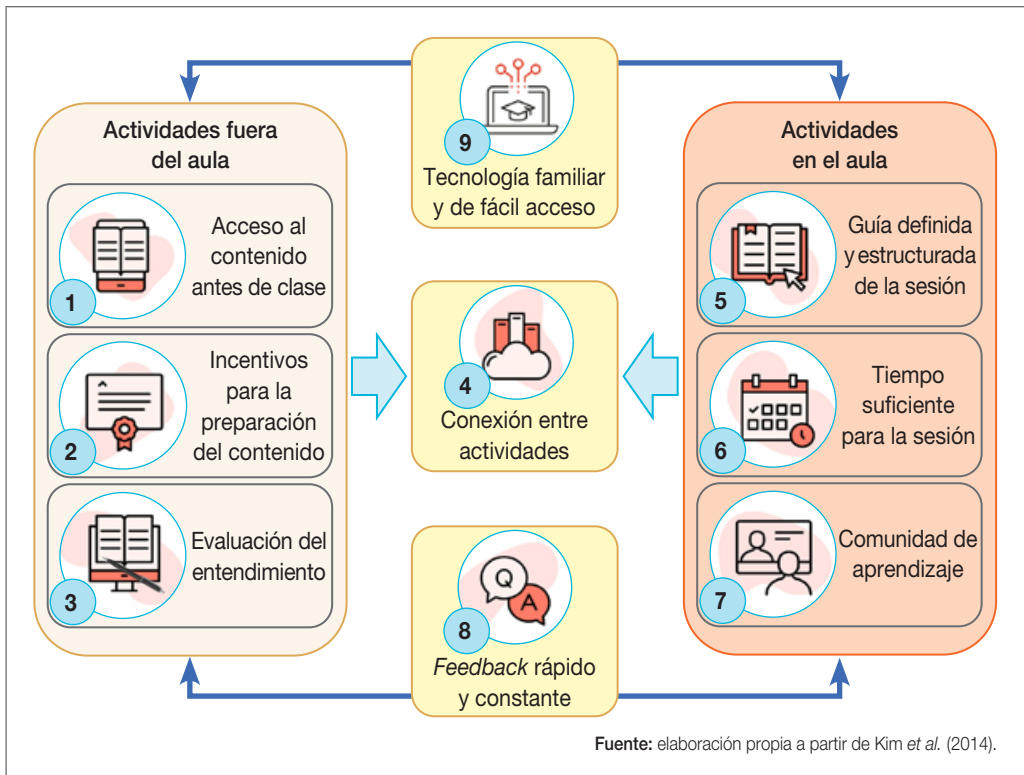 Actividades fuera
del aula
1
Acceso al
contenido
antes de clase
2
Incentivos
para la
preparación
del contenido
3
Evaluación del
entendimiento
9
Tecnología familiar
y de fácil acceso
4
Conexión entre
actividades
Q
A
8
Feedback rápido
y constante
Actividades
en el aula
5
Guía definida
y estructurada
de la sesión
6
Tiempo
suficiente
para la sesión
7
Comunidad de
aprendizaje
Fuente: elaboración propia a partir de Kim et al. (2014).